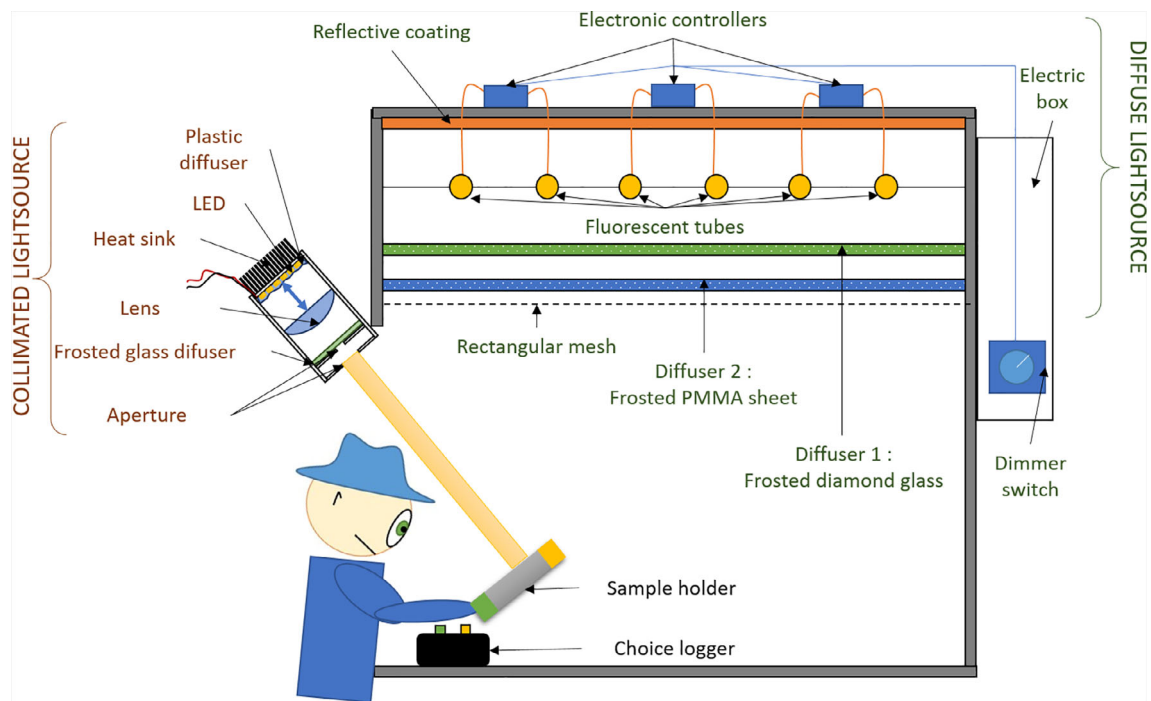 Electronic controllers
Reflective coating
Electric
box
DIFFUSE LIGHTSOURCE
COLLIMATED LIGHTSOURCE
Plastic
diffuser
LED
Heat sink
Lens
Frosted glass difuser
Aperture
Fluorescent tubes
Rectangular mesh
Diffuser 2 :
Frosted PMMA sheet
Diffuser 1 :
Frosted diamond glass
Dimmer
switch
Sample holder
Choice logger